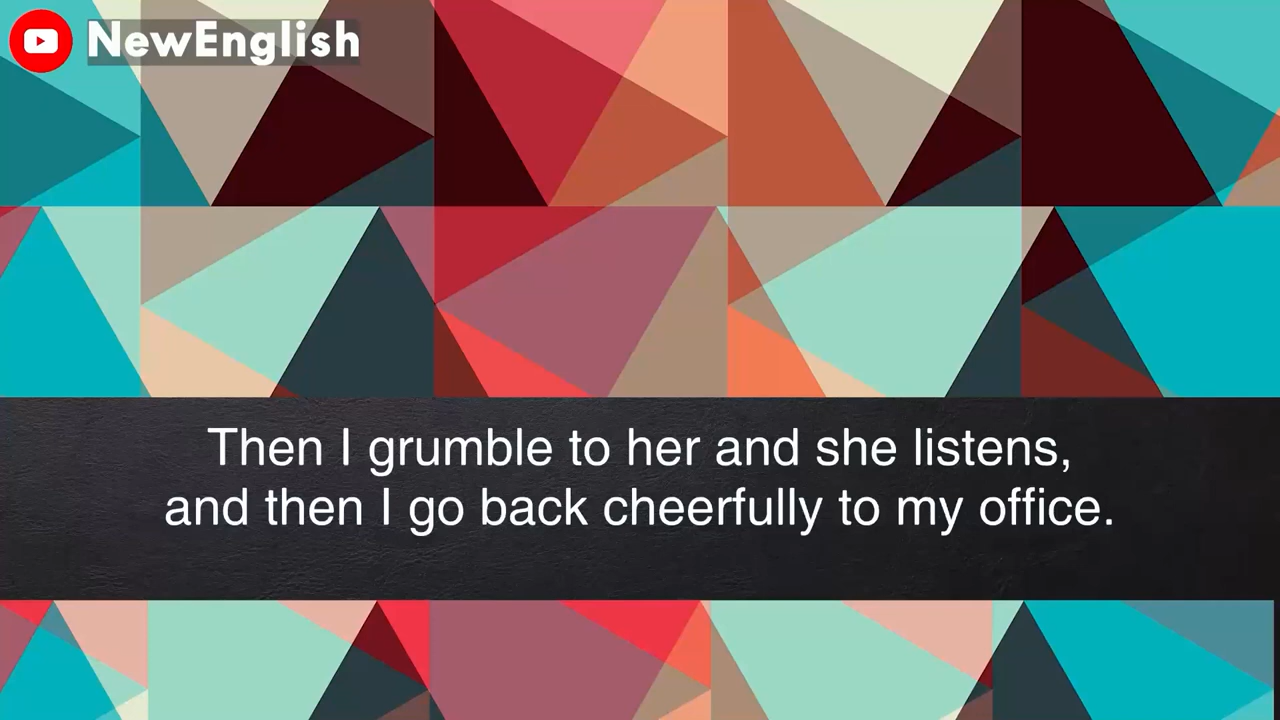 NewEnglish
Then I grumble to her and she listens,
and then I go back cheerfully to my office.